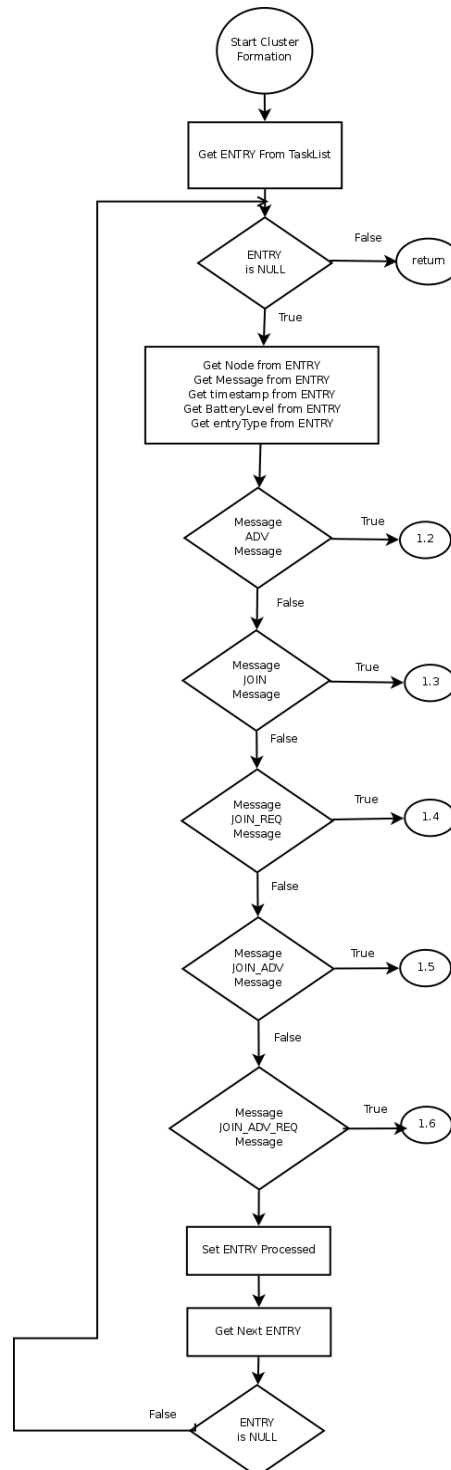 Start Cluster
Formation
Get ENTRY From TaskList
ENTRY
is NULL
False
return
True
Get Node from ENTRY
Get Message from ENTRY
Get timestamp from ENTRY
Get BatteryLevel from ENTRY
Get entryType from ENTRY
Message
ADV
Message
True
1.2
False
Message
JOIN
Message
True
1.3
False
Message
JOIN_REQ
Message
True
1.4
False
Message
JOIN_ADV
Message
True
1.5
False
Message
JOIN_ADV_REQ
Message
True
1.6
Set ENTRY Processed
Get Next ENTRY
False
ENTRY
is NULL